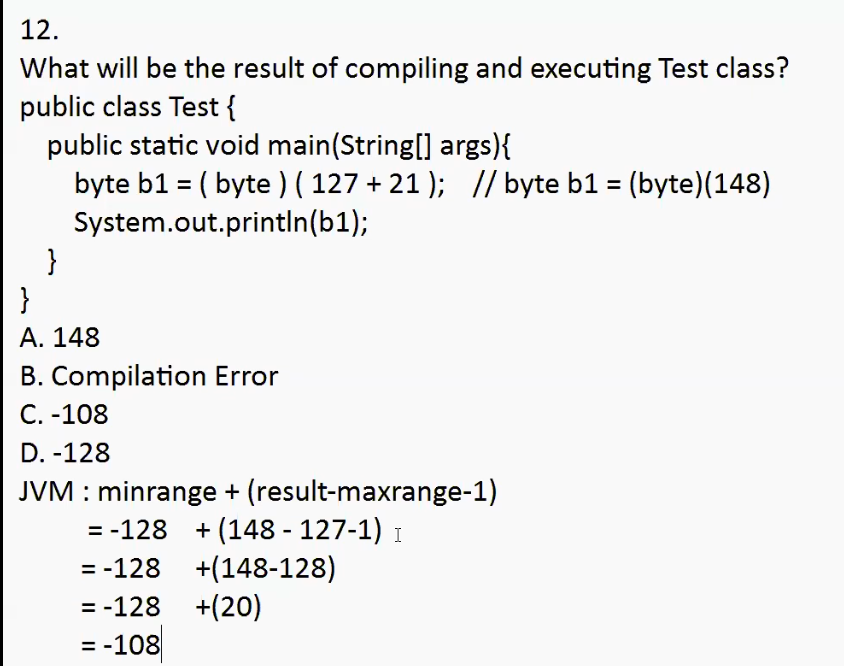 12.
What will be the result of compiling and executing Test class?
public class Test {
public static void main(String[] args){
byte b1 = ( byte ) ( 127 + 21 ); // byte b1 = (byte)(148)
System.out.println(b1);
}
}
A. 148
B. Compilation Error
C. -108
D. -128
JVM : minrange + (result-maxrange-1)
= -128 + (148 - 127-1)
= -128 +(148-128)
= -128 +(20)
= -108